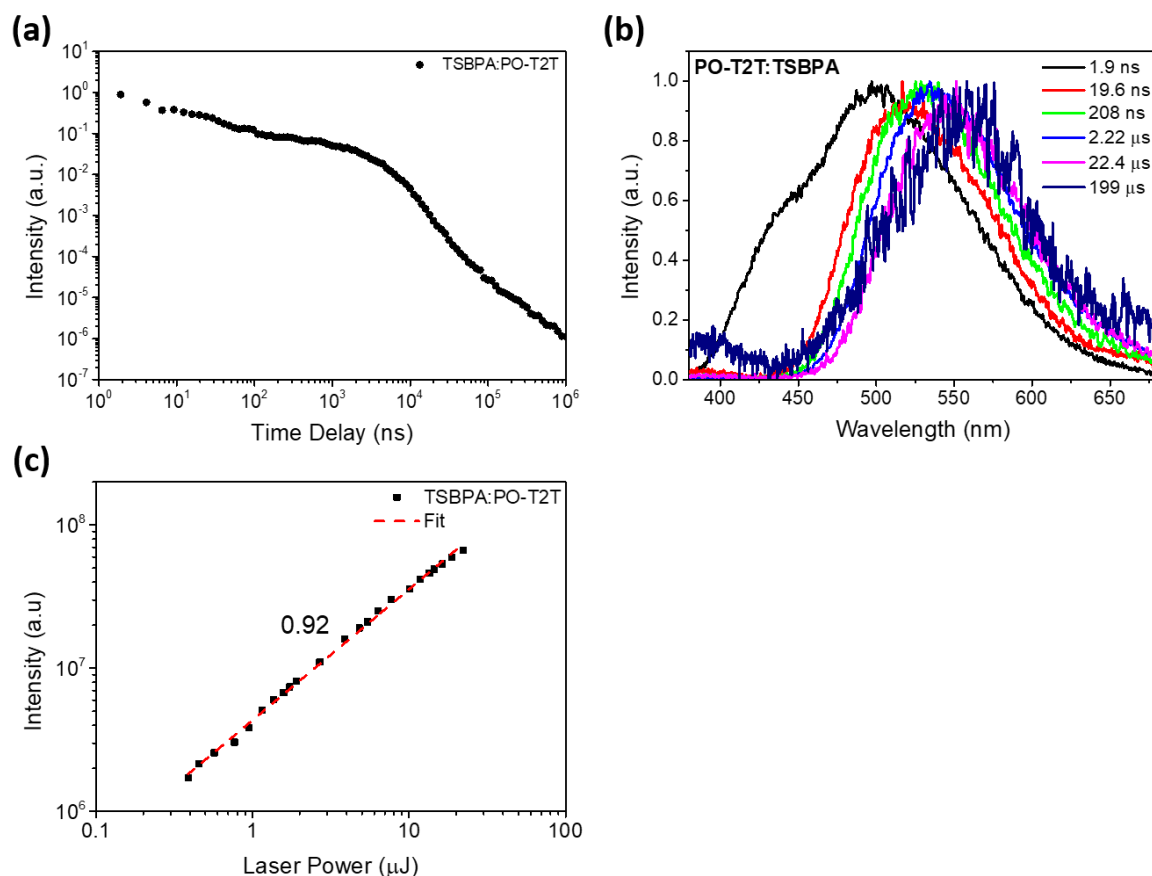 (a)
Intensity (a.u.)
10^1
10^0
10^-1
10^-2
10^-3
10^-4
10^-5
10^-6
10^-7
TSBPA:PO-T2T
10^0 10^1 10^2 10^3 10^4 10^5 10^6
Time Delay (ns)
(b)
Intensity (a.u.)
1.0
0.8
0.6
0.4
0.2
0.0
PO-T2T:TSBPA
1.9 ns
19.6 ns
208 ns
2.22 μs
22.4 μs
199 μs
400 450 500 550 600 650
Wavelength (nm)
(c)
Intensity (a.u)
10^8
10^7
10^6
TSBPA:PO-T2T
Fit
0.92
0.1 1 10 100
Laser Power (μJ)